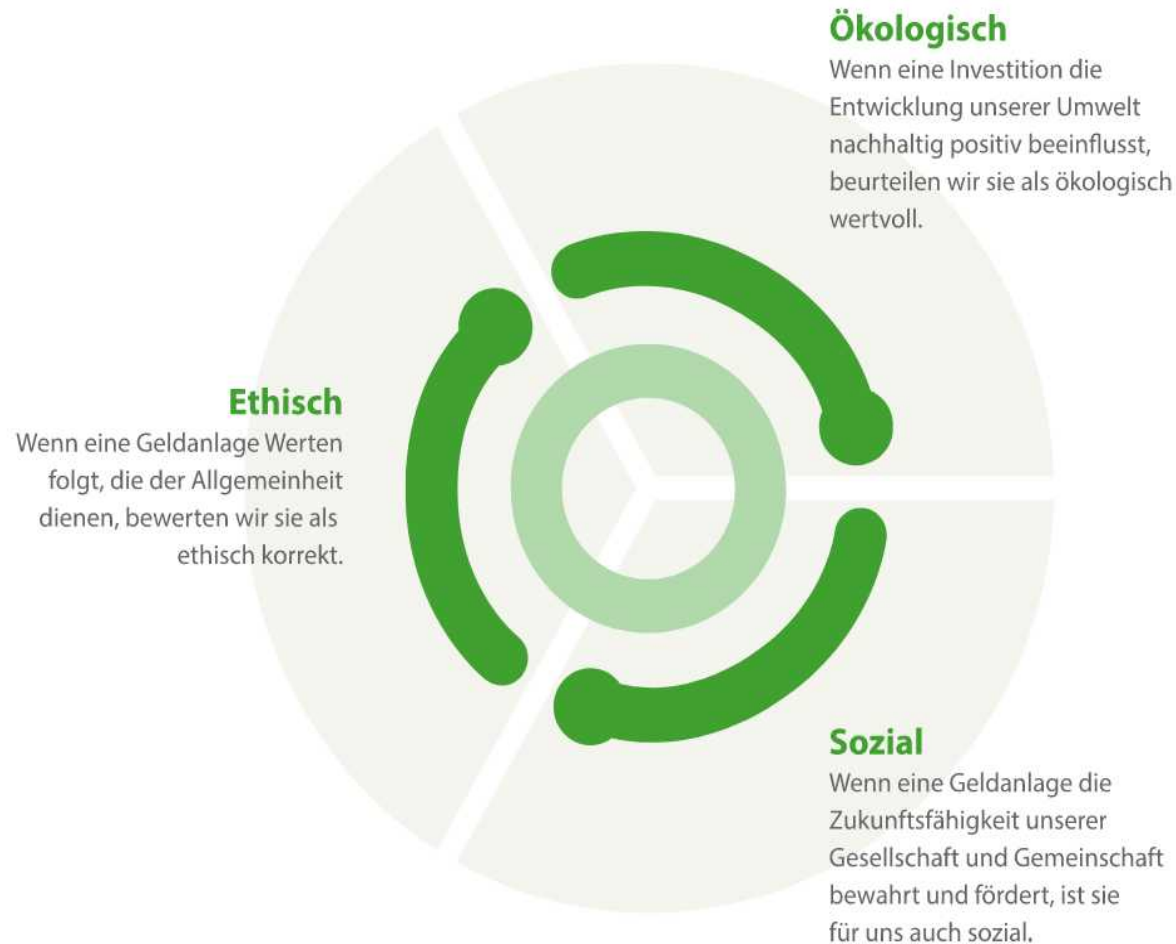 Ökologisch
Wenn eine Investition die
Entwicklung unserer Umwelt
nachhaltig positiv beeinflusst,
beurteilen wir sie als ökologisch
wertvoll.
Ethisch
Wenn eine Geldanlage Werten
folgt, die der Allgemeinheit
dienen, bewerten wir sie als
ethisch korrekt.
Sozial
Wenn eine Geldanlage die
Zukunftsfähigkeit unserer
Gesellschaft und Gemeinschaft
bewahrt und fördert, ist sie
für uns auch sozial.